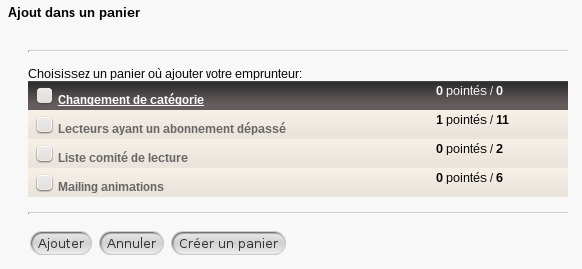 Ajout dans un panier
Choisissez un panier où ajouter votre emprunteur:
Changement de catégorie 0 pointés / 0
Lecteurs ayant un abonnement dépassé 1 pointés / 11
Liste comité de lecture 0 pointés / 2
Mailing animations 0 pointés / 6
Ajouter Annuler Créer un panier